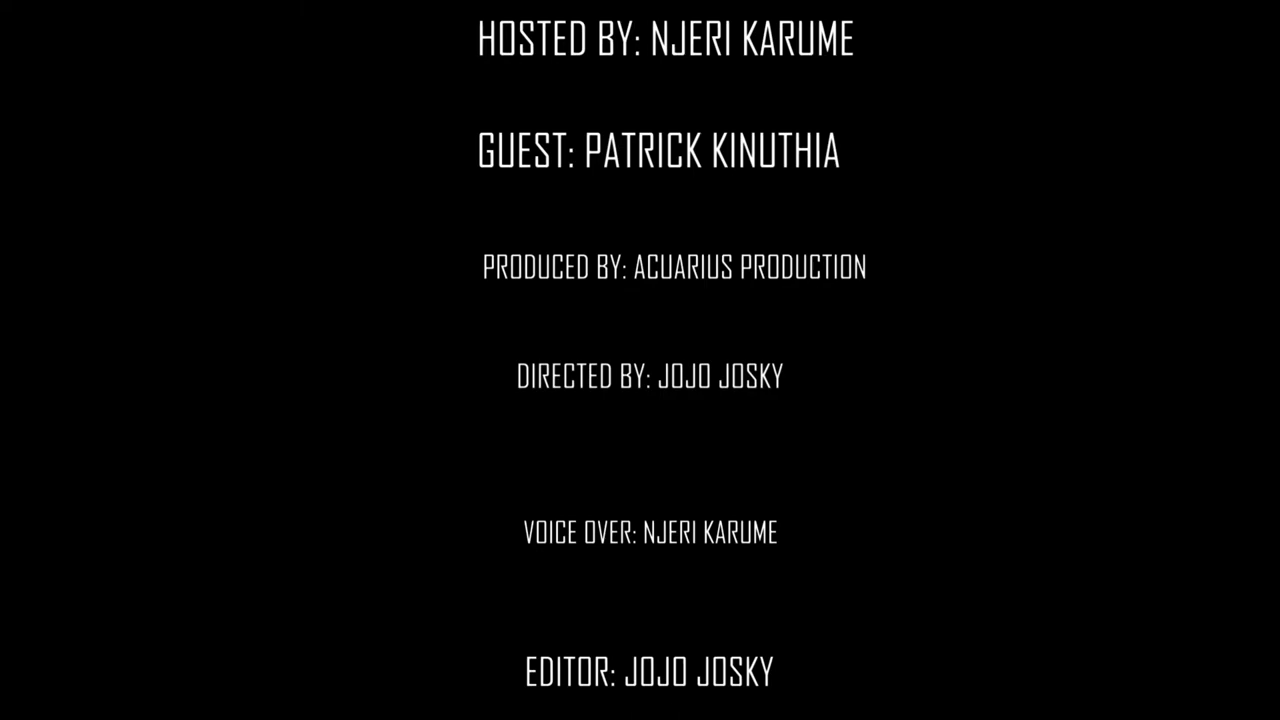 HOSTED BY: NJERI KARUME
GUEST: PATRICK KINUTHIA
PRODUCED BY: ACUARIUS PRODUCTION
DIRECTED BY: JOJO JOSKY
VOICE OVER: NJERI KARUME
EDITOR: JOJO JOSKY